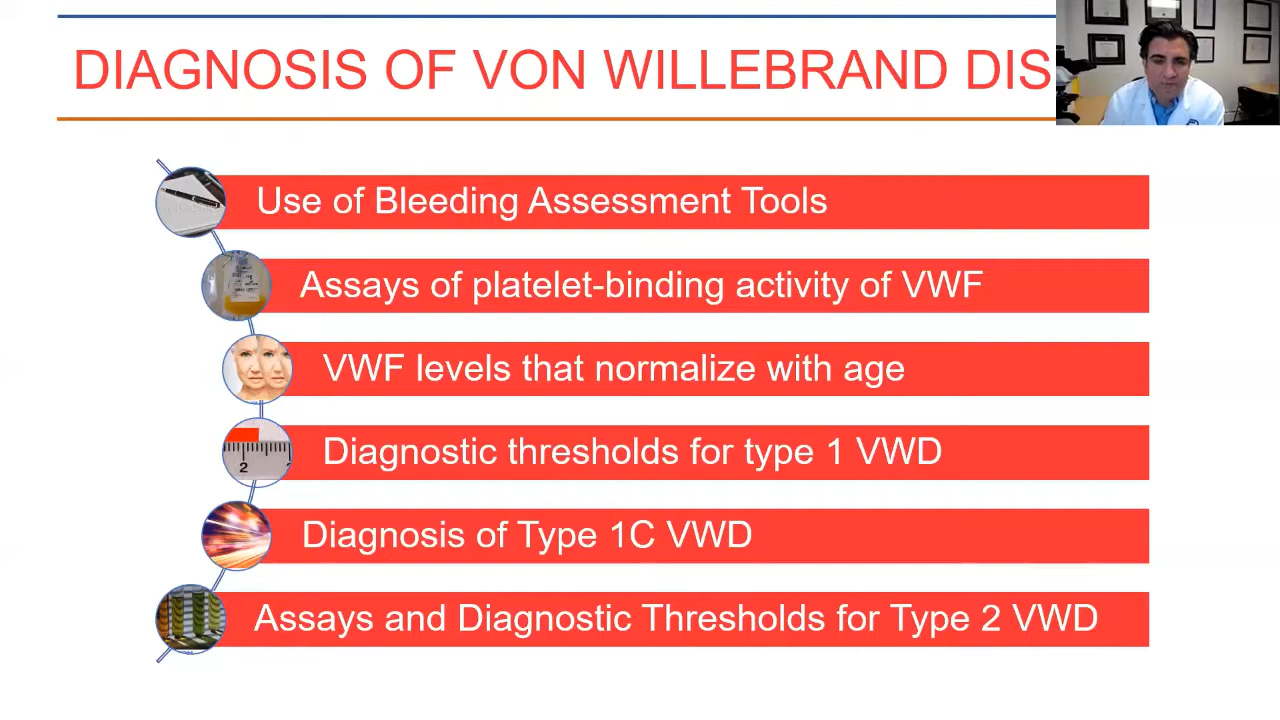 DIAGNOSIS OF VON WILLEBRAND DIS
Use of Bleeding Assessment Tools
Assays of platelet-binding activity of VWF
VWF levels that normalize with age
Diagnostic thresholds for type 1 VWD
2
Diagnosis of Type 1C VWD
Assays and Diagnostic Thresholds for Type 2 VWD